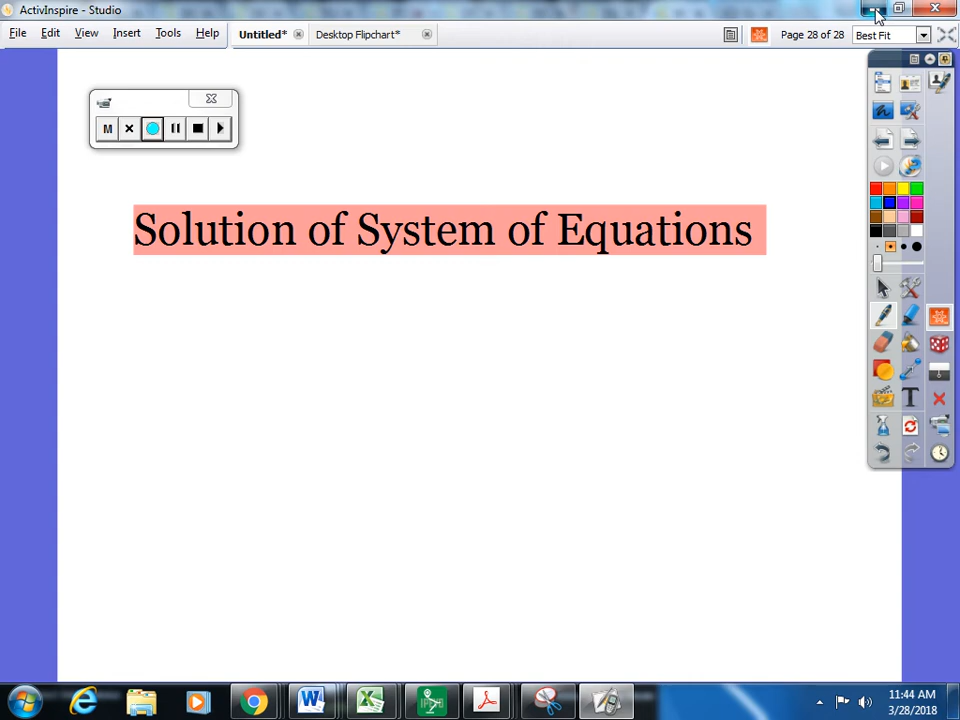 ActivInspire - Studio
File Edit View Insert Tools Help Untitled* Desktop Flipchart* Page 28 of 28 Best Fit
M
Solution of System of Equations
T
11:44 AM
3/28/2018